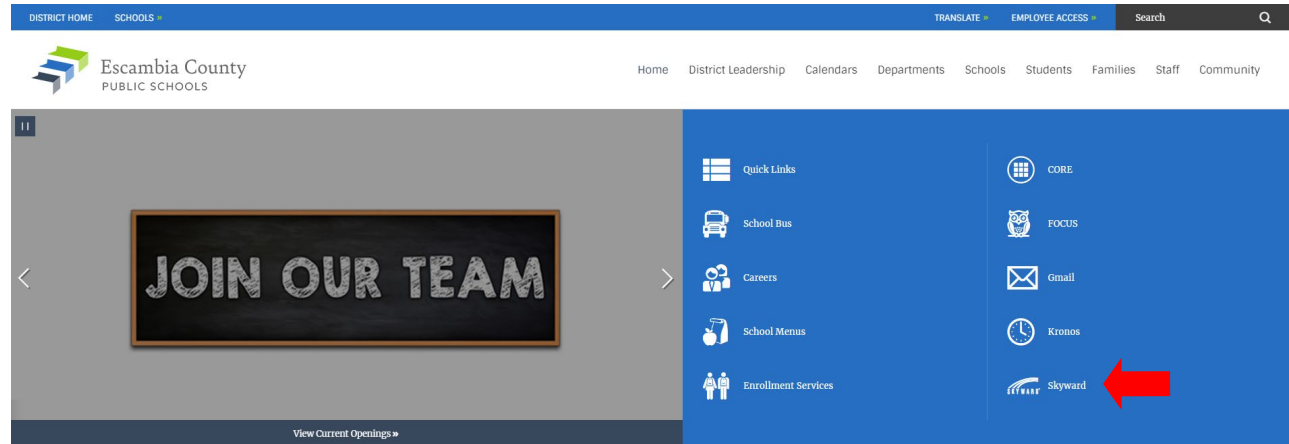 DISTRICT HOME SCHOOLS » TRANSLATE » EMPLOYEE ACCESS » Search
Escambia County
PUBLIC SCHOOLS
Home District Leadership Calendars Departments Schools Students Families Staff Community
JOIN OUR TEAM
View Current Openings »
Quick Links
School Bus
Careers
School Menus
Enrollment Services
CORE
FOCUS
Gmail
Kronos
SKYWARD Skyward